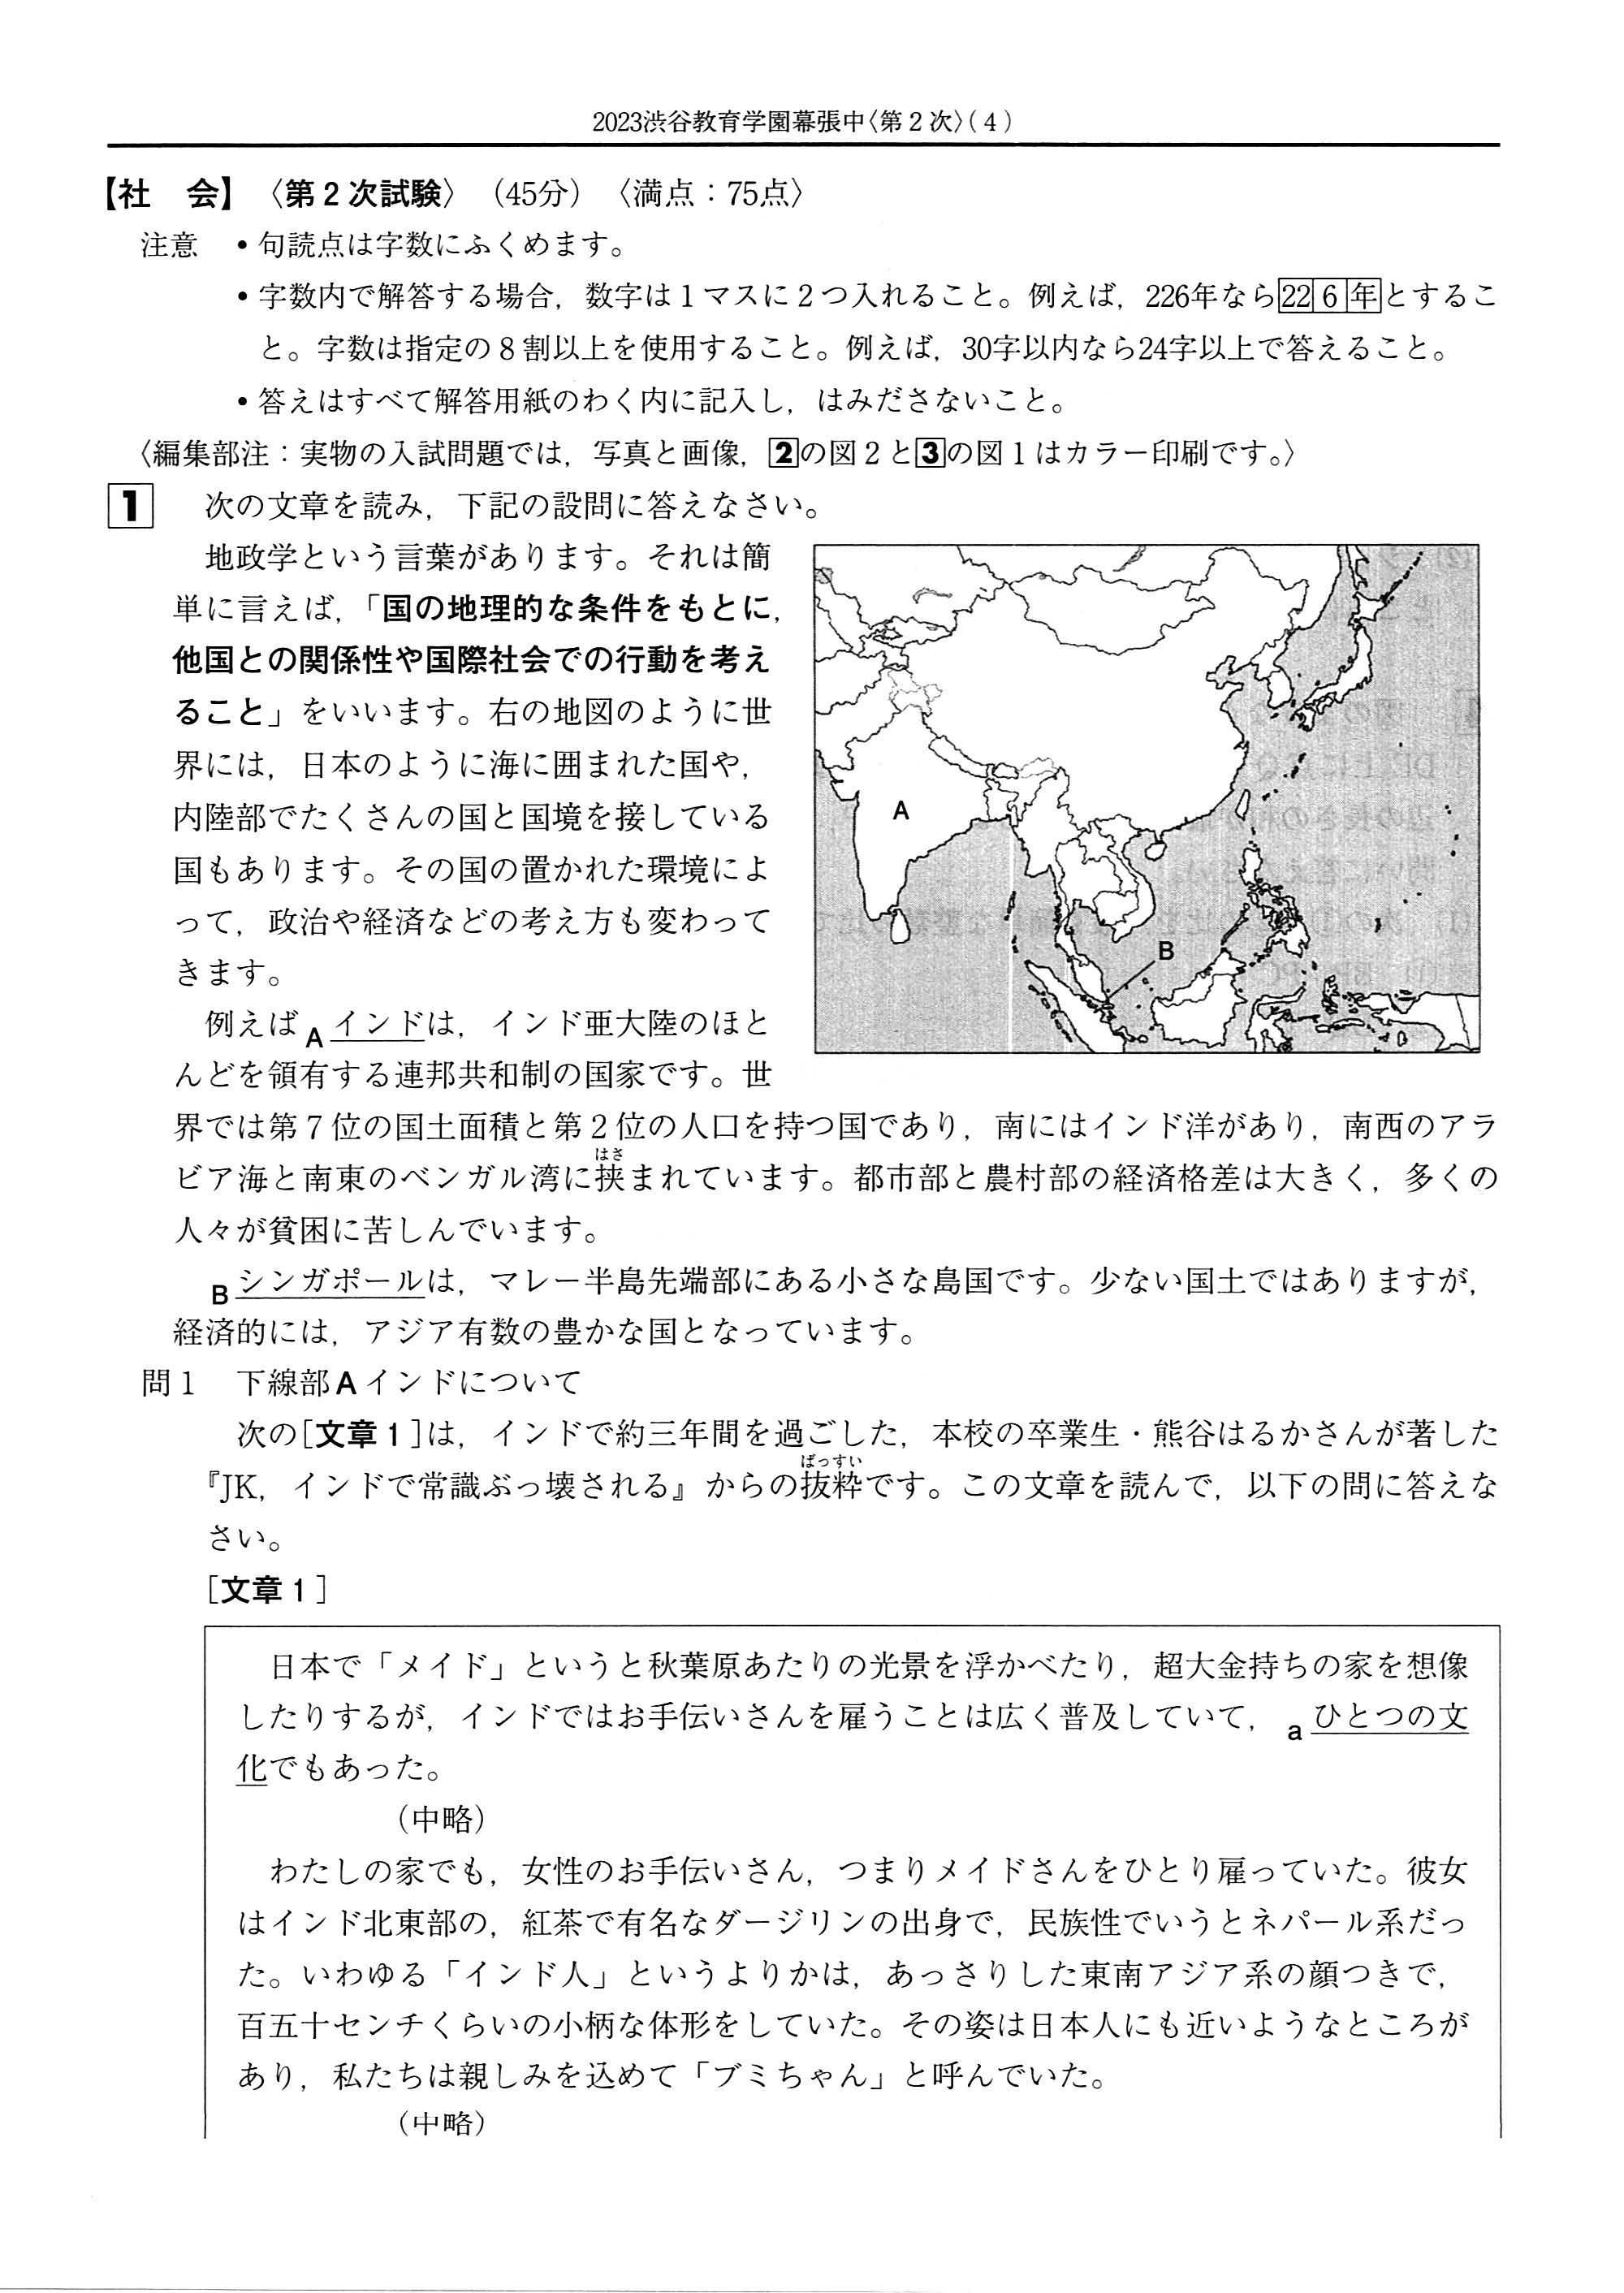 2023渋谷教育学園幕張中〈第2次〉(4)
【社　会】〈第2次試験〉（45分）〈満点：75点〉
注意　・句読点は字数にふくめます。
・字数内で解答する場合，数字は1マスに2つ入れること。例えば，226年なら22 6 年とするこ
と。字数は指定の8割以上を使用すること。例えば，30字以内なら24字以上で答えること。
・答えはすべて解答用紙のわく内に記入し，はみださないこと。
〈編集部注：実物の入試問題では，写真と画像，2の図2と3の図1はカラー印刷です。〉
1　次の文章を読み，下記の設問に答えなさい。
地政学という言葉があります。それは簡
単に言えば，「国の地理的な条件をもとに，
他国との関係性や国際社会での行動を考え
ること」をいいます。右の地図のように世
界には，日本のように海に囲まれた国や，
内陸部でたくさんの国と国境を接している
国もあります。その国の置かれた環境によ
って，政治や経済などの考え方も変わって
きます。
A
B
例えばAインドは，インド亜大陸のほと
んどを領有する連邦共和制の国家です。世
界では第7位の国土面積と第2位の人口を持つ国であり，南にはインド洋があり，南西のアラ
ビア海と南東のベンガル湾に挟まれています。都市部と農村部の経済格差は大きく，多くの
はさ
人々が貧困に苦しんでいます。
Bシンガポールは，マレー半島先端部にある小さな島国です。少ない国土ではありますが，
経済的には，アジア有数の豊かな国となっています。
問1　下線部Aインドについて
次の[文章1]は，インドで約三年間を過ごした，本校の卒業生・熊谷はるかさんが著した
『JK，インドで常識ぶっ壊される』からの抜粋です。この文章を読んで，以下の問に答えな
ばっすい
さい。
[文章1]
日本で「メイド」というと秋葉原あたりの光景を浮かべたり，超大金持ちの家を想像
したりするが，インドではお手伝いさんを雇うことは広く普及していて，aひとつの文
化でもあった。
（中略）
わたしの家でも，女性のお手伝いさん，つまりメイドさんをひとり雇っていた。彼女
はインド北東部の，紅茶で有名なダージリンの出身で，民族性でいうとネパール系だっ
た。いわゆる「インド人」というよりかは，あっさりした東南アジア系の顔つきで，
百五十センチくらいの小柄な体形をしていた。その姿は日本人にも近いようなところが
あり，私たちは親しみを込めて「ブミちゃん」と呼んでいた。
（中略）